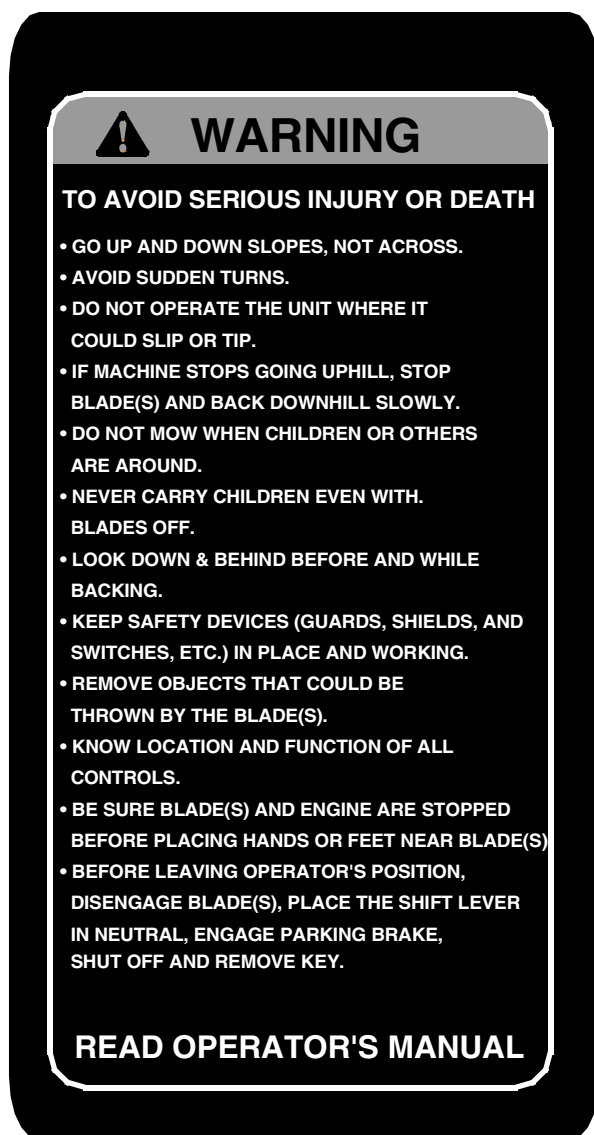 WARNING
TO AVOID SERIOUS INJURY OR DEATH
• GO UP AND DOWN SLOPES, NOT ACROSS.
• AVOID SUDDEN TURNS.
• DO NOT OPERATE THE UNIT WHERE IT
COULD SLIP OR TIP.
• IF MACHINE STOPS GOING UPHILL, STOP
BLADE(S) AND BACK DOWNHILL SLOWLY.
• DO NOT MOW WHEN CHILDREN OR OTHERS
ARE AROUND.
• NEVER CARRY CHILDREN EVEN WITH.
BLADES OFF.
• LOOK DOWN & BEHIND BEFORE AND WHILE
BACKING.
• KEEP SAFETY DEVICES (GUARDS, SHIELDS, AND
SWITCHES, ETC.) IN PLACE AND WORKING.
• REMOVE OBJECTS THAT COULD BE
THROWN BY THE BLADE(S).
• KNOW LOCATION AND FUNCTION OF ALL
CONTROLS.
• BE SURE BLADE(S) AND ENGINE ARE STOPPED
BEFORE PLACING HANDS OR FEET NEAR BLADE(S)
• BEFORE LEAVING OPERATOR'S POSITION,
DISENGAGE BLADE(S), PLACE THE SHIFT LEVER
IN NEUTRAL, ENGAGE PARKING BRAKE,
SHUT OFF AND REMOVE KEY.
READ OPERATOR'S MANUAL